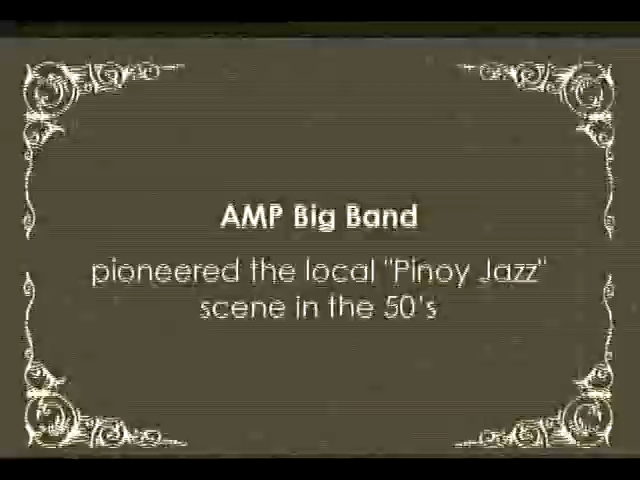 AMP Big Band
pioneered the local "Pinoy Jazz"
scene in the 50's